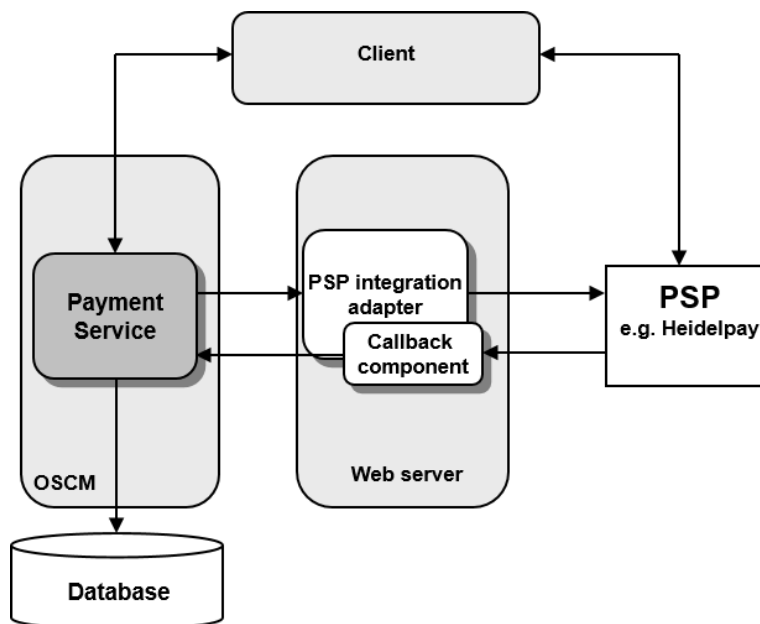 Client
PSP integration
adapter
Payment
Service
PSP
e.g. Heidelpay
Callback
component
Web server
OSCM
Database